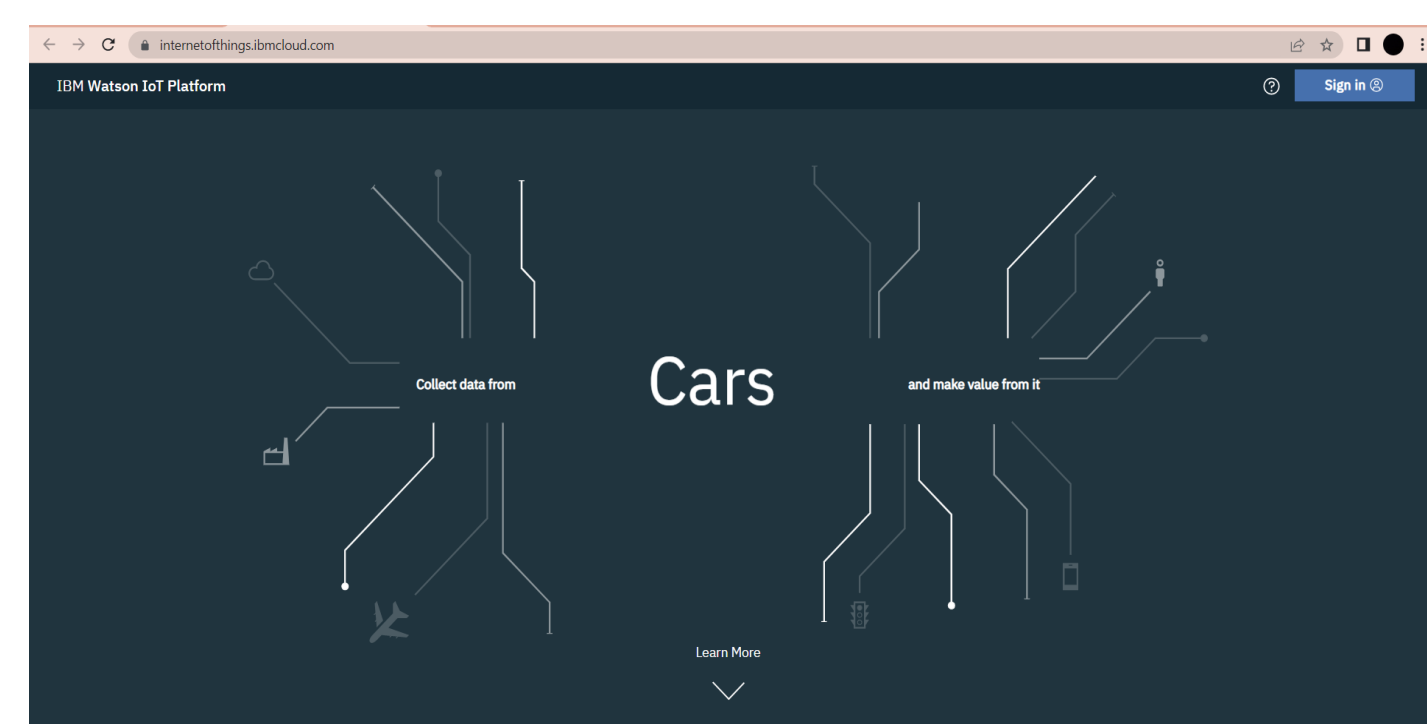 internetofthings.ibmcloud.com
IBM Watson IoT Platform
Sign in
Collect data from
Cars
and make value from it
Learn More